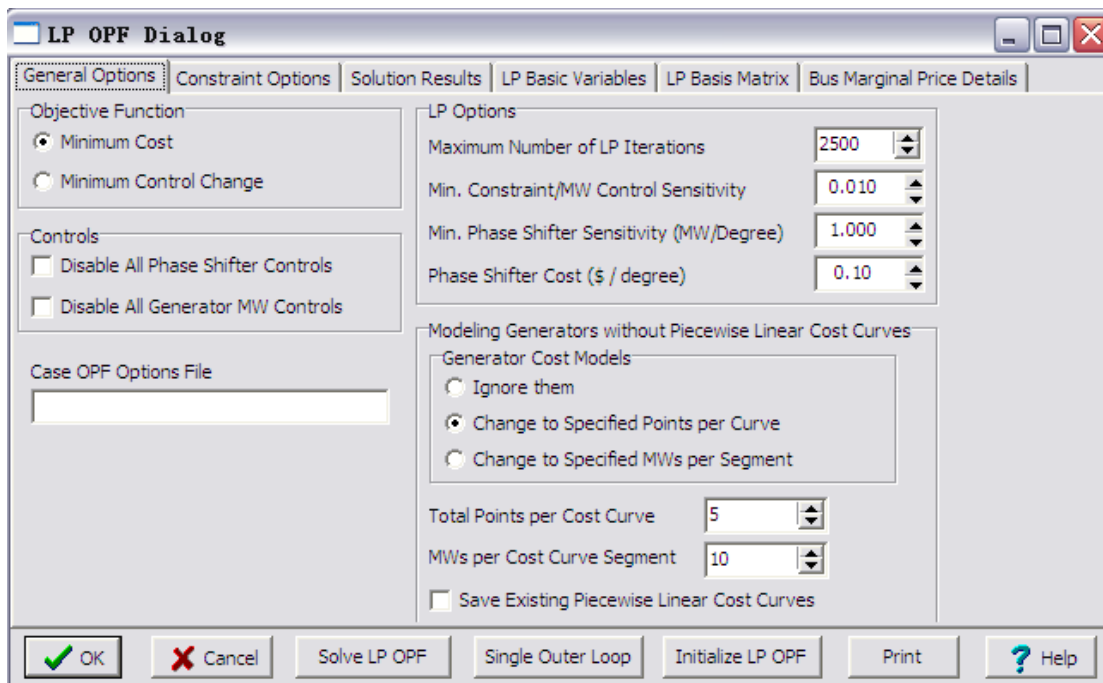 LP OPF Dialog
General Options Constraint Options Solution Results LP Basic Variables LP Basis Matrix Bus Marginal Price Details
Objective Function
Minimum Cost
Minimum Control Change
Controls
Disable All Phase Shifter Controls
Disable All Generator MW Controls
Case OPF Options File
LP Options
Maximum Number of LP Iterations 2500
Min. Constraint/MW Control Sensitivity 0.010
Min. Phase Shifter Sensitivity (MW/Degree) 1.000
Phase Shifter Cost ($ / degree) 0.10
Modeling Generators without Piecewise Linear Cost Curves
Generator Cost Models
Ignore them
Change to Specified Points per Curve
Change to Specified MWs per Segment
Total Points per Cost Curve 5
MWs per Cost Curve Segment 10
Save Existing Piecewise Linear Cost Curves
OK Cancel Solve LP OPF Single Outer Loop Initialize LP OPF Print ? Help